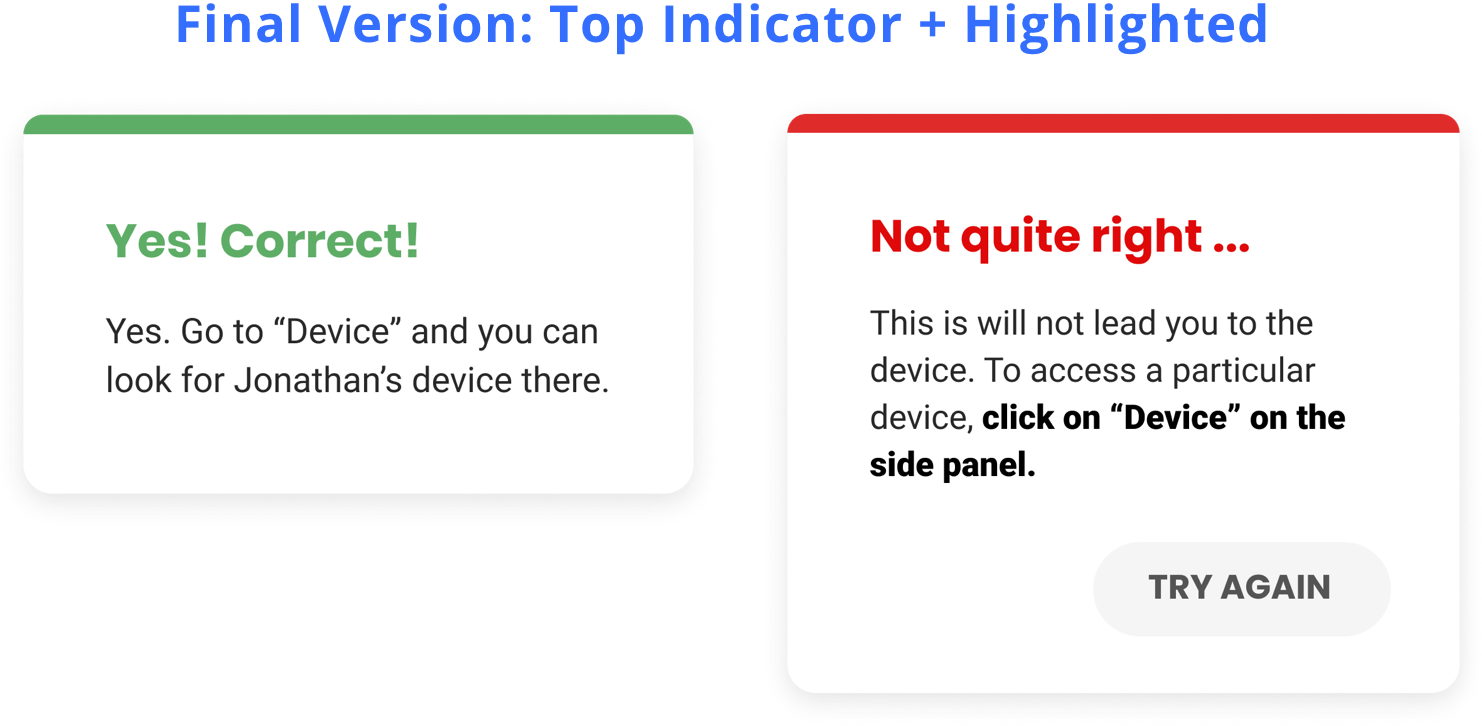 Final Version: Top Indicator + Highlighted
Yes! Correct!
Yes. Go to “Device” and you can
look for Jonathan’s device there.
Not quite right ...
This is will not lead you to the
device. To access a particular
device, click on “Device” on the
side panel.
TRY AGAIN